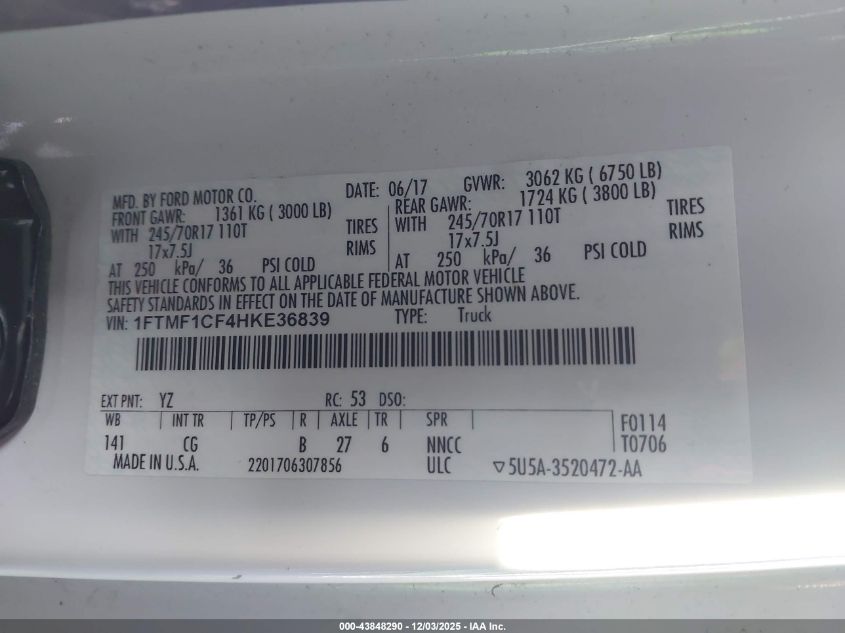 MFD. BY FORD MOTOR CO. DATE: 06/17 GVWR: 3062 KG ( 6750 LB)
FRONT GAWR: 1361 KG ( 3000 LB) REAR GAWR: 1724 KG ( 3800 LB)
WITH 245/70R17 110T TIRES WITH 245/70R17 110T TIRES
17x7.5J RIMS 17x7.5J RIMS
AT 250 kPa/ 36 PSI COLD AT 250 kPa/ 36 PSI COLD
THIS VEHICLE CONFORMS TO ALL APPLICABLE FEDERAL MOTOR VEHICLE
SAFETY STANDARDS IN EFFECT ON THE DATE OF MANUFACTURE SHOWN ABOVE.
VIN: 1FTMF1CF4HKE36839 TYPE: Truck
EXT PNT: YZ RC: 53 DSO:
WB INT TR TP/PS R AXLE TR SPR F0114
141 CG B 27 6 NNCC T0706
MADE IN U.S.A. 2201706307856 ULC ▽5U5A-3520472-AA
000-43848290 - 12/03/2025 - IAA Inc.